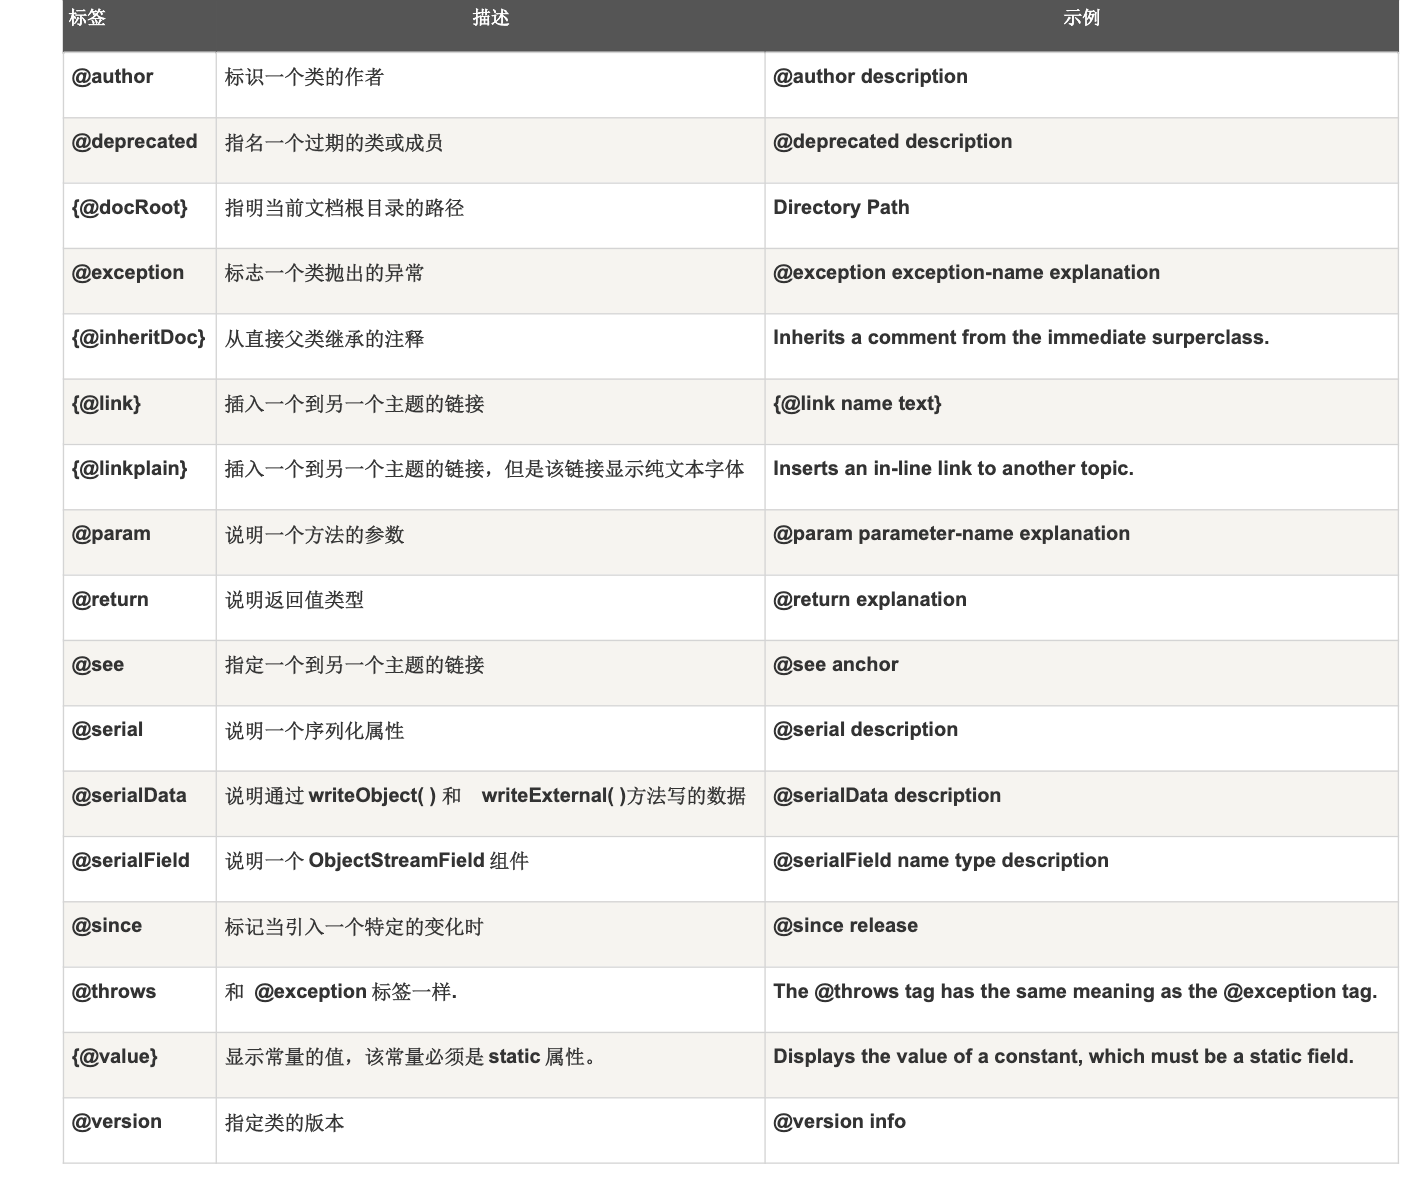 标签 描述 示例
@author 标识一个类的作者 @author description
@deprecated 指名一个过期的类或成员 @deprecated description
{@docRoot} 指明当前文档根目录的路径 Directory Path
@exception 标志一个类抛出的异常 @exception exception-name explanation
{@inheritDoc} 从直接父类继承的注释 Inherits a comment from the immediate surperclass.
{@link} 插入一个到另一个主题的链接 {@link name text}
{@linkplain} 插入一个到另一个主题的链接，但是该链接显示纯文本字体 Inserts an in-line link to another topic.
@param 说明一个方法的参数 @param parameter-name explanation
@return 说明返回值类型 @return explanation
@see 指定一个到另一个主题的链接 @see anchor
@serial 说明一个序列化属性 @serial description
@serialData 说明通过 writeObject( ) 和 writeExternal( )方法写的数据 @serialData description
@serialField 说明一个 ObjectStreamField 组件 @serialField name type description
@since 标记当引入一个特定的变化时 @since release
@throws 和 @exception 标签一样. The @throws tag has the same meaning as the @exception tag.
{@value} 显示常量的值，该常量必须是 static 属性。 Displays the value of a constant, which must be a static field.
@version 指定类的版本 @version info